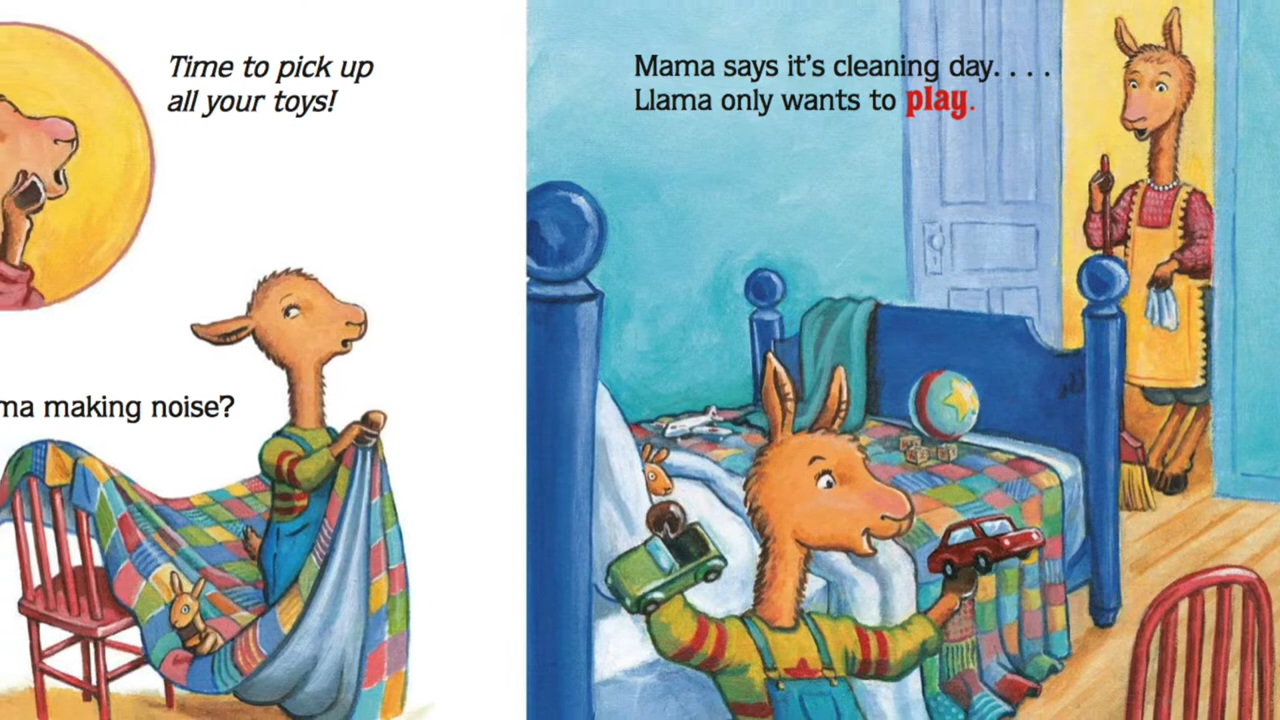 Time to pick up
all your toys!
making noise?
Mama says it's cleaning day. . . .
Llama only wants to play.